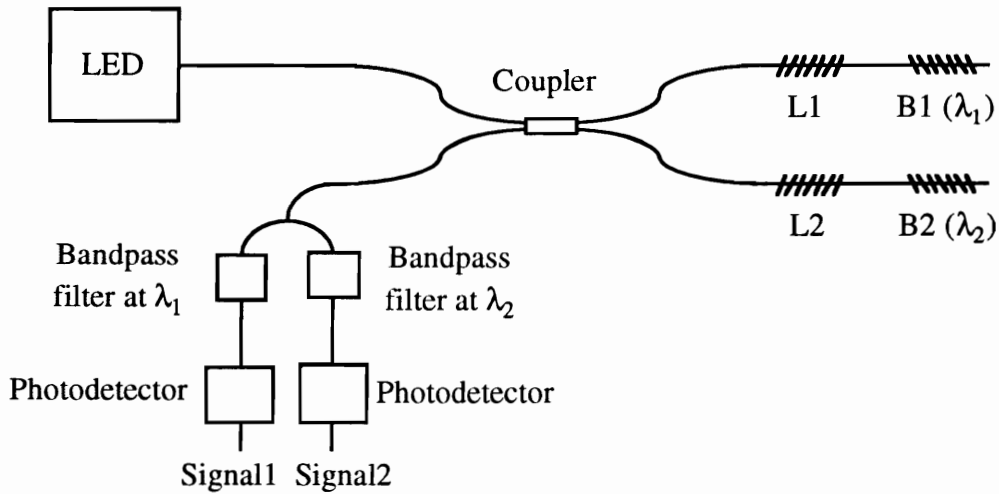 LED
Coupler
L1
B1 (λ₁)
L2
B2 (λ₂)
Bandpass
filter at λ₁
Bandpass
filter at λ₂
Photodetector
Photodetector
Signal1
Signal2